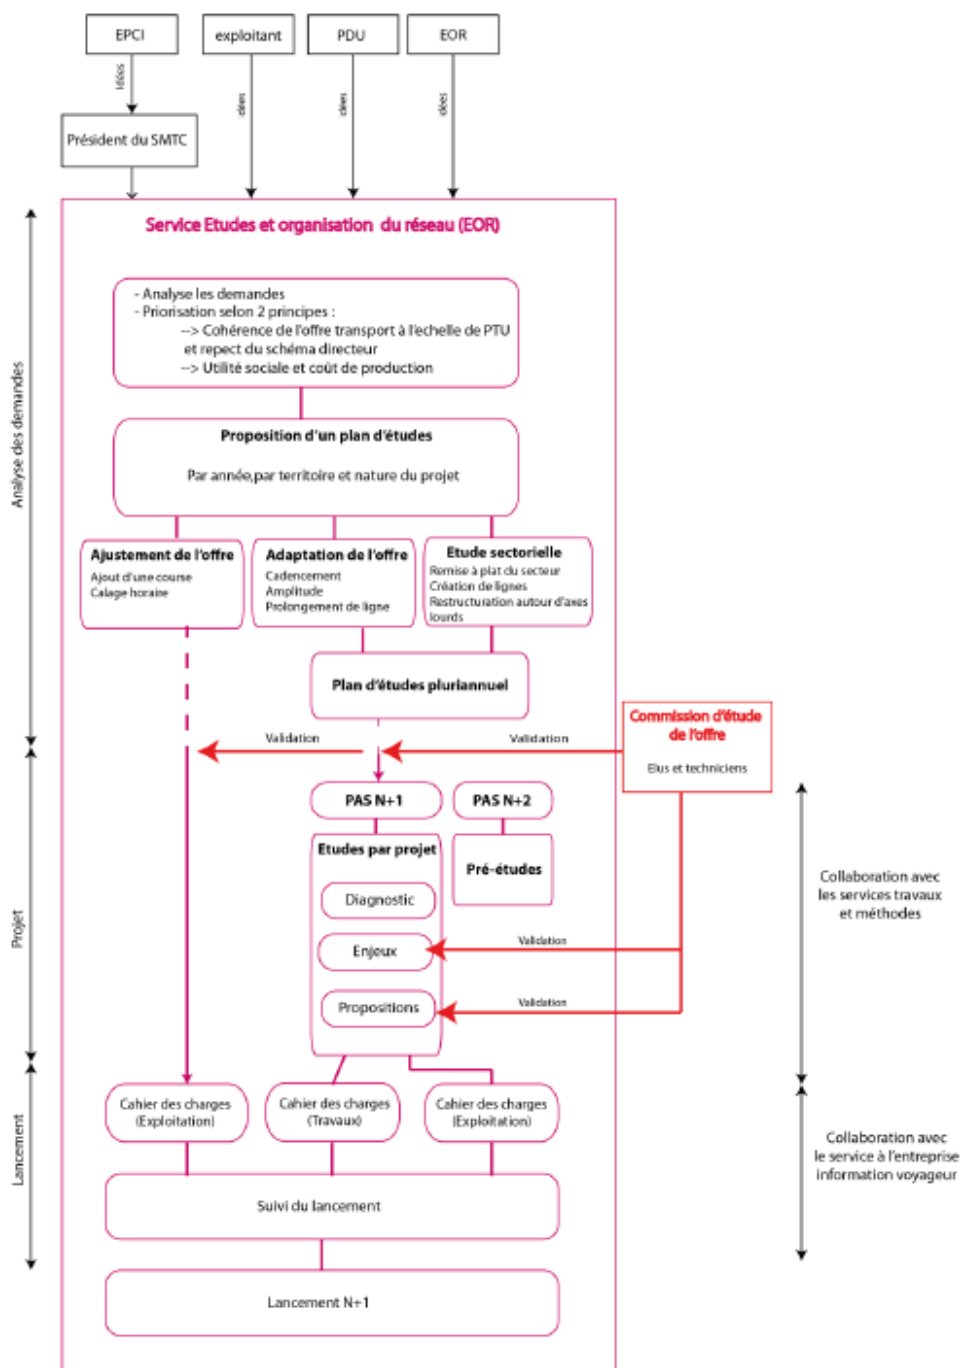 EPCI
exploitant
PDU
EOR
Idées
idées
idées
idées
Président du SMTC
Service Etudes et organisation du réseau (EOR)
- Analyse les demandes
- Priorisation selon 2 principes :
--> Cohérence de l'offre transport à l'echelle de PTU
et repect du schéma directeur
--> Utilité sociale et coût de production
Proposition d'un plan d'études
Par année,par territoire et nature du projet
Analyse des demandes
Ajustement de l'offre
Ajout d'une course
Calage horaire
Adaptation de l'offre
Cadencement
Amplitude
Prolongement de ligne
Etude sectorielle
Remise à plat du secteur
Création de lignes
Restructuration autour d'axes
lourds
Plan d'études pluriannuel
Commission d'étude
de l'offre
Elus et techniciens
Validation
Validation
PAS N+1
PAS N+2
Etudes par projet
Pré-études
Diagnostic
Enjeux
Propositions
Validation
Validation
Projet
Collaboration avec
les services travaux
et méthodes
Cahier des charges
(Exploitation)
Cahier des charges
(Travaux)
Cahier des charges
(Exploitation)
Lancement
Collaboration avec
le service à l'entreprise
information voyageur
Suivi du lancement
Lancement N+1